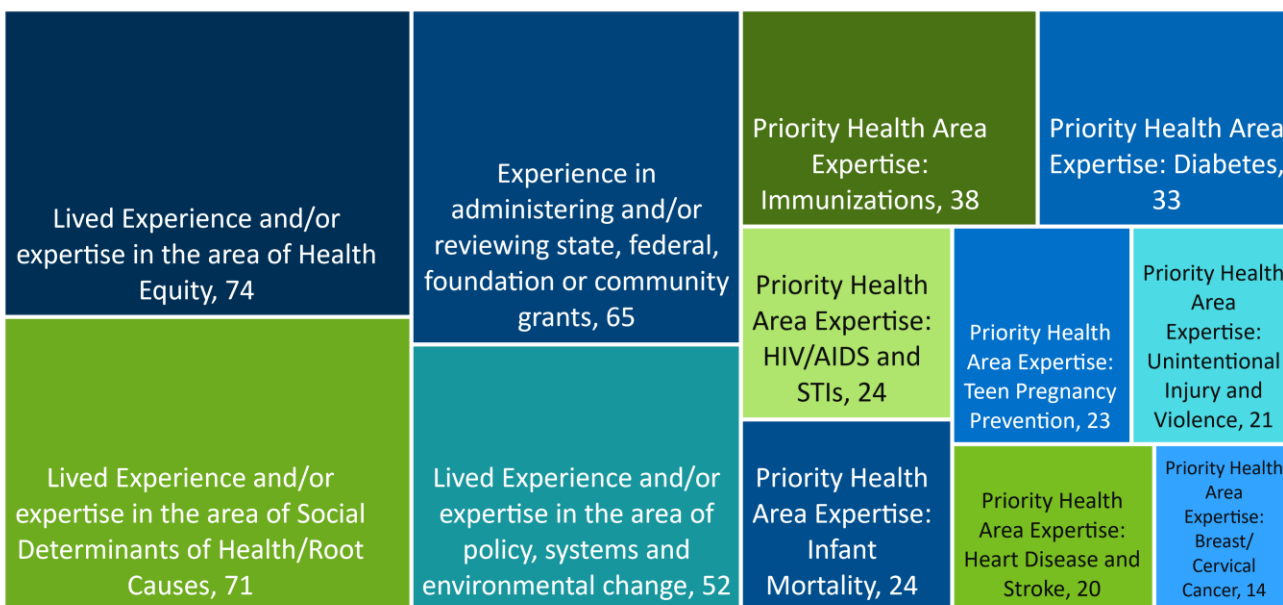 Lived Experience and/or
expertise in the area of Health
Equity, 74
Lived Experience and/or
expertise in the area of Social
Determinants of Health/Root
Causes, 71
Experience in
administering and/or
reviewing state, federal,
foundation or community
grants, 65
Lived Experience and/or
expertise in the area of
policy, systems and
environmental change, 52
Priority Health Area
Expertise:
Immunizations, 38
Priority Health Area
Expertise: Diabetes,
33
Priority Health
Area Expertise:
HIV/AIDS and
STIs, 24
Priority Health
Area Expertise:
Infant
Mortality, 24
Priority Health
Area Expertise:
Teen Pregnancy
Prevention, 23
Priority Health
Area
Expertise:
Unintentional
Injury and
Violence, 21
Priority Health
Area Expertise:
Heart Disease and
Stroke, 20
Priority Health
Area
Expertise:
Breast/
Cervical
Cancer, 14